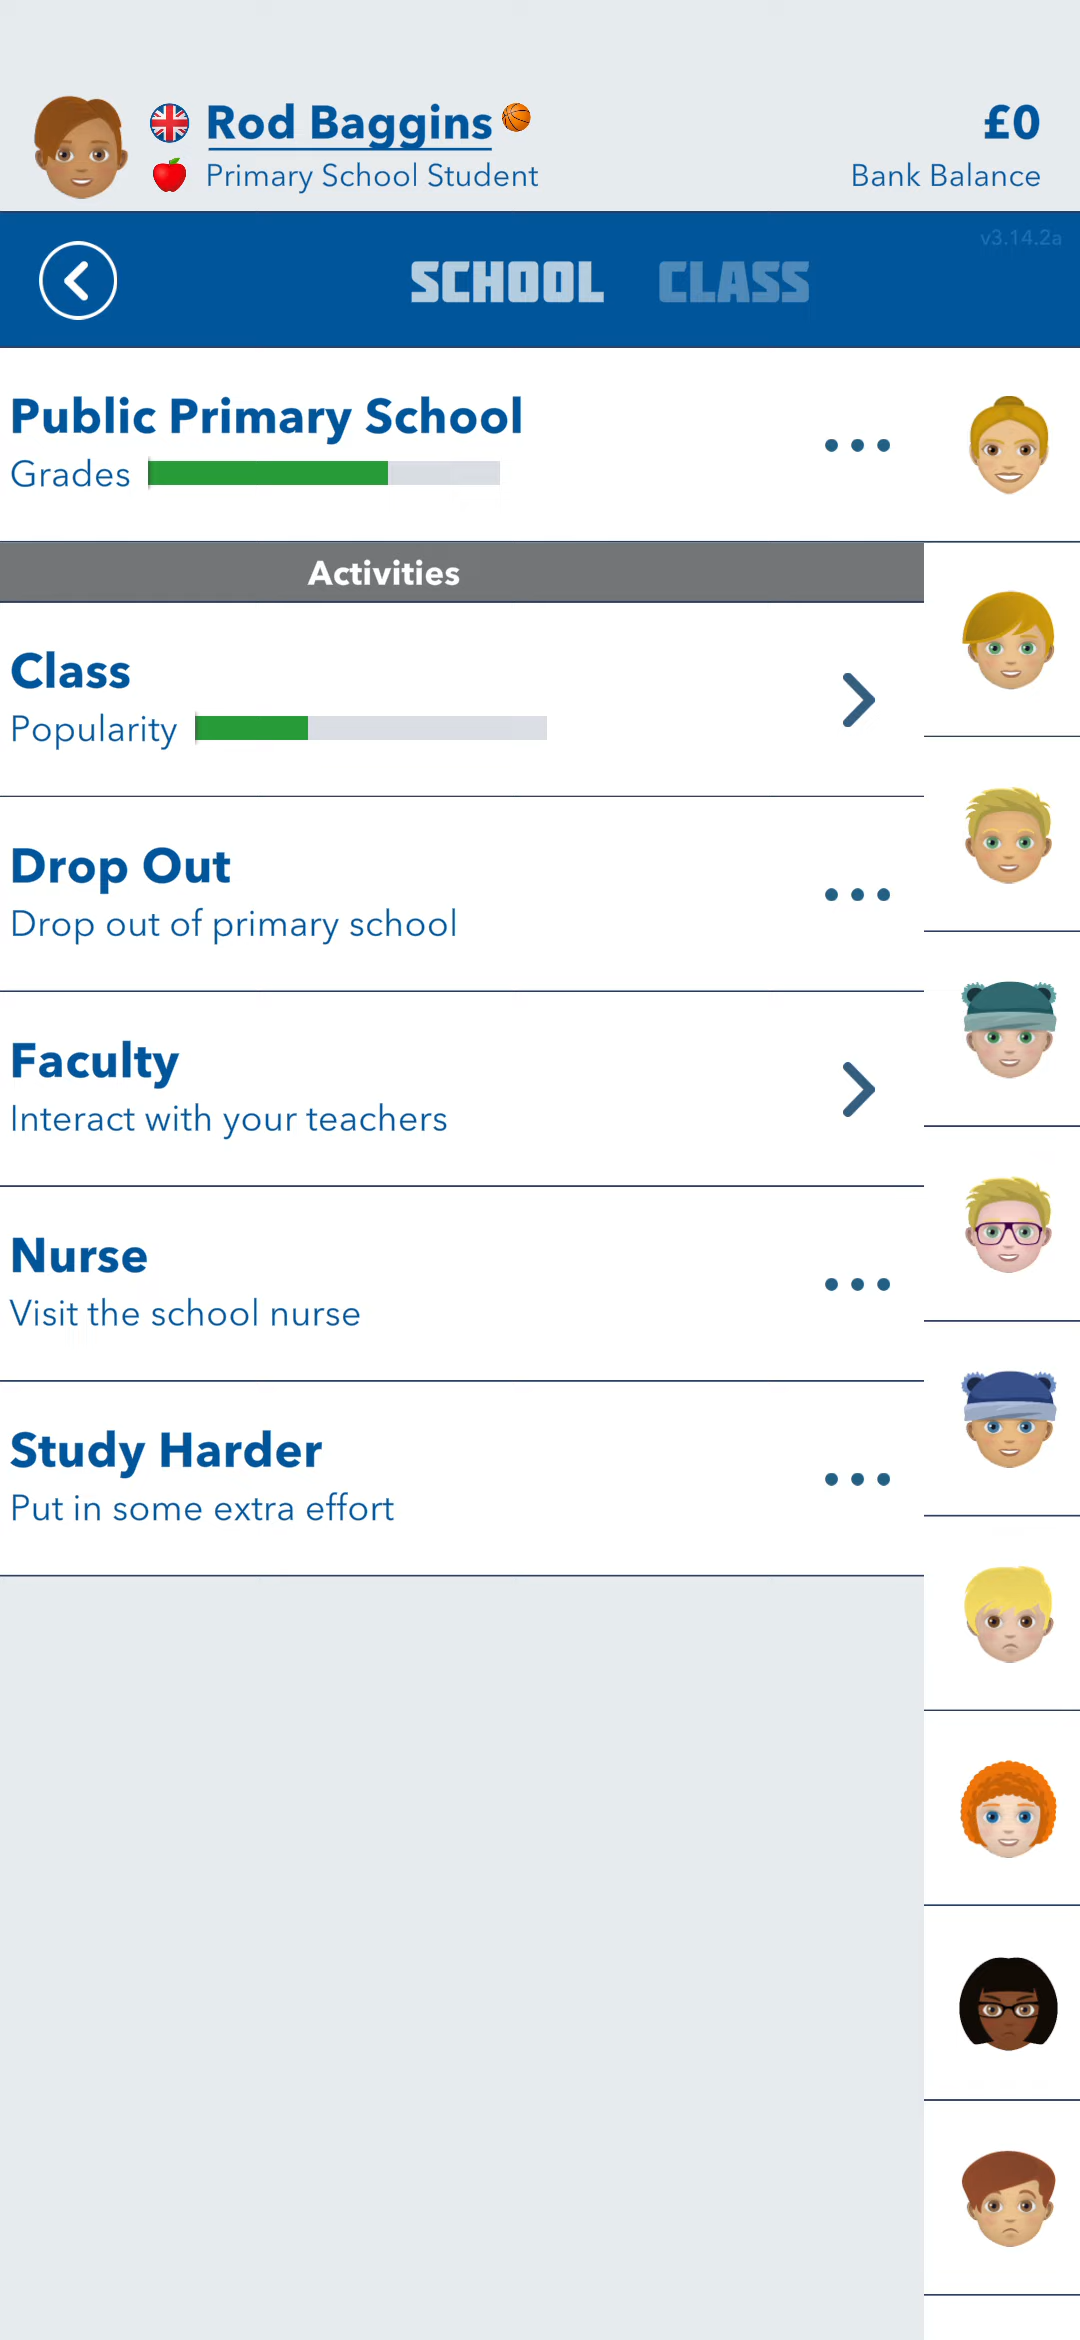 Rod Baggins
£0
Primary School Student
Bank Balance
v3.14.2a
SCHOOL CLASS
Public Primary School
Grades
Activities
Class
Popularity
Drop Out
Drop out of primary school
Faculty
Interact with your teachers
Nurse
Visit the school nurse
Study Harder
Put in some extra effort